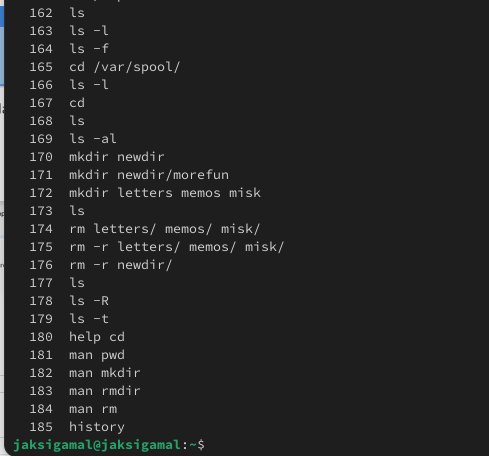 162  ls
163  ls -l
164  ls -f
165  cd /var/spool/
166  ls -l
167  cd
168  ls
169  ls -al
170  mkdir newdir
171  mkdir newdir/morefun
172  mkdir letters memos misk
173  ls
174  rm letters/ memos/ misk/
175  rm -r letters/ memos/ misk/
176  rm -r newdir/
177  ls
178  ls -R
179  ls -t
180  help cd
181  man pwd
182  man mkdir
183  man rmdir
184  man rm
185  history
jaksigamal@jaksigamal:~$